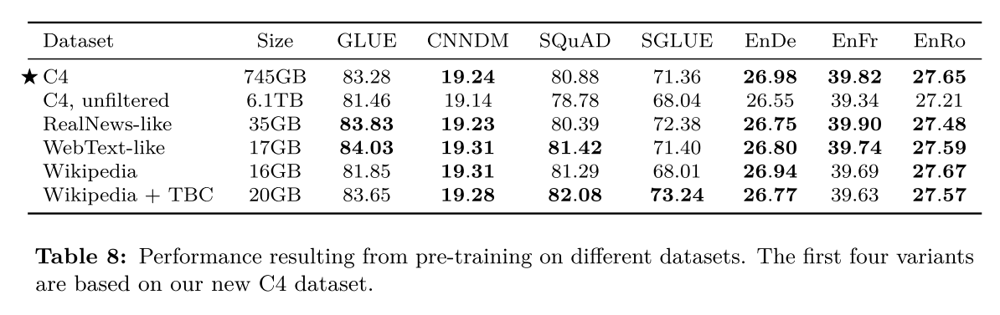 Dataset Size GLUE CNNDM SQuAD SGLUE EnDe EnFr EnRo
★ C4 745GB 83.28 19.24 80.88 71.36 26.98 39.82 27.65
C4, unfiltered 6.1TB 81.46 19.14 78.78 68.04 26.55 39.34 27.21
RealNews-like 35GB 83.83 19.23 80.39 72.38 26.75 39.90 27.48
WebText-like 17GB 84.03 19.31 81.42 71.40 26.80 39.74 27.59
Wikipedia 16GB 81.85 19.31 81.29 68.01 26.94 39.69 27.67
Wikipedia + TBC 20GB 83.65 19.28 82.08 73.24 26.77 39.63 27.57
Table 8: Performance resulting from pre-training on different datasets. The first four variants
are based on our new C4 dataset.